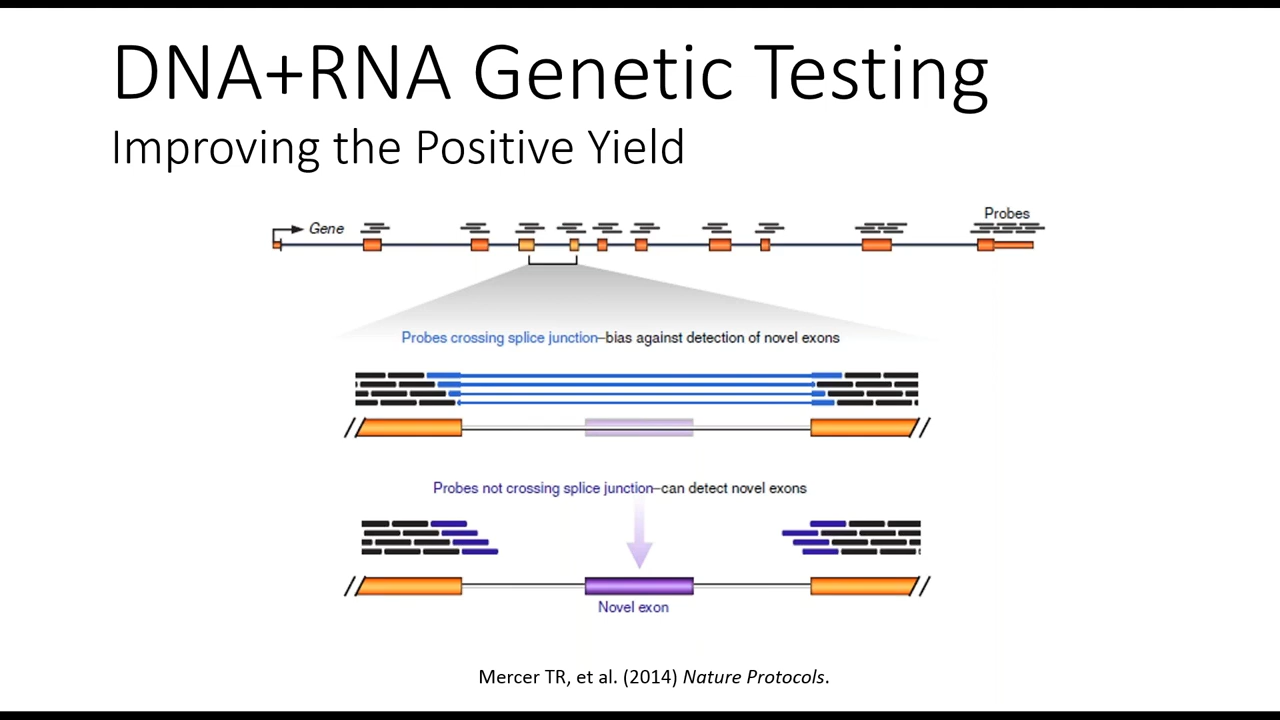 DNA+RNA Genetic Testing
Improving the Positive Yield
Probes
Gene
Probes crossing splice junction–bias against detection of novel exons
Probes not crossing splice junction–can detect novel exons
Novel exon
Mercer TR, et al. (2014) Nature Protocols.